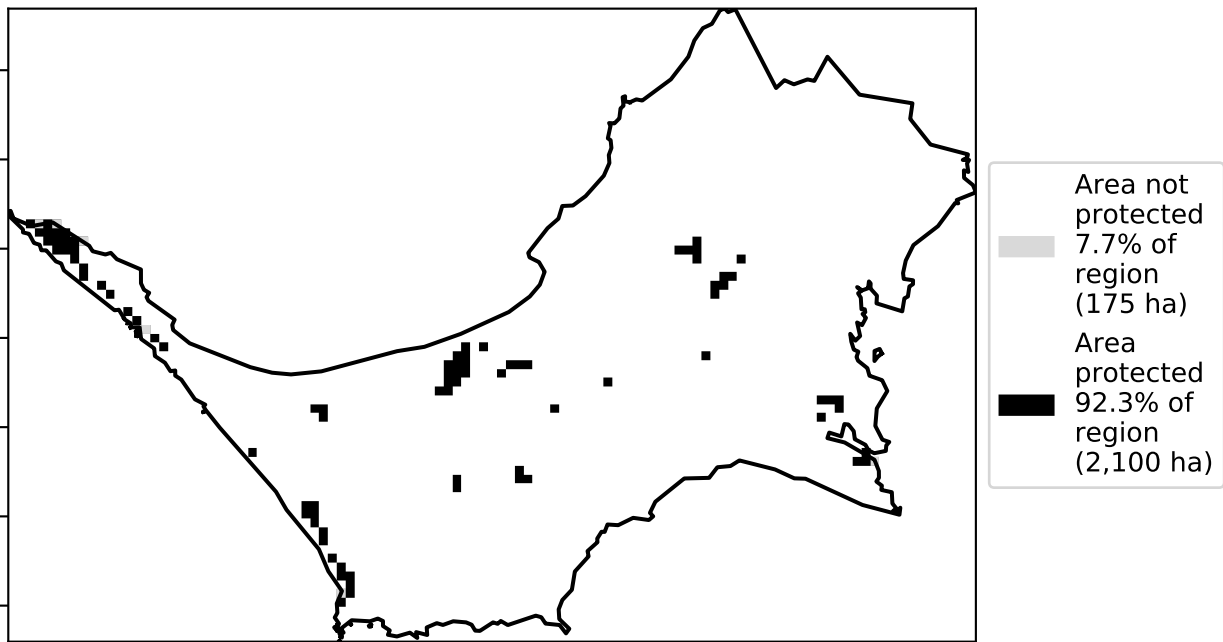 Area not
protected
7.7% of
region
(175 ha)
Area
protected
92.3% of
region
(2,100 ha)